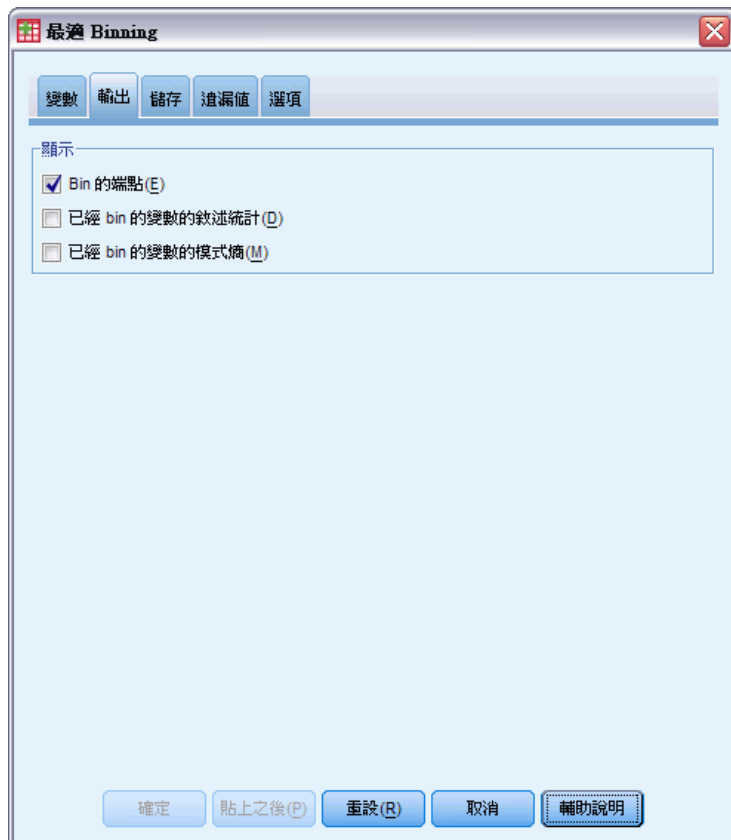 最適 Binning
變數 輸出 儲存 遺漏值 選項
顯示
Bin 的端點(E)
已經 bin 的變數的敘述統計(D)
已經 bin 的變數的模式熵(M)
確定 貼上之後(P) 重設(R) 取消 輔助說明